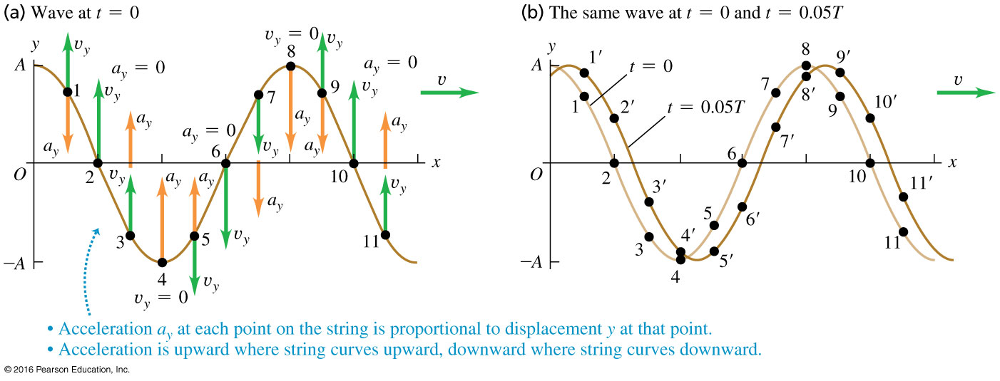 (a) Wave at t = 0
y
A
O
−A
x
v
1
v_y
a_y
a_y = 0
v_y
2
a_y
v_y
3
a_y
4
v_y = 0
a_y
5
v_y
a_y = 0
6
v_y
7
v_y
a_y
v_y = 0
8
a_y
v_y
9
a_y
a_y = 0
v_y
10
a_y
v_y
11
(b) The same wave at t = 0 and t = 0.05T
y
A
O
−A
x
v
t = 0
t = 0.05T
1′
1
2′
2
3′
3
4′
4
5
5′
6
6′
7
7′
8
8′
9′
9
10′
10
11′
11
• Acceleration a_y at each point on the string is proportional to displacement y at that point.
• Acceleration is upward where string curves upward, downward where string curves downward.
© 2016 Pearson Education, Inc.